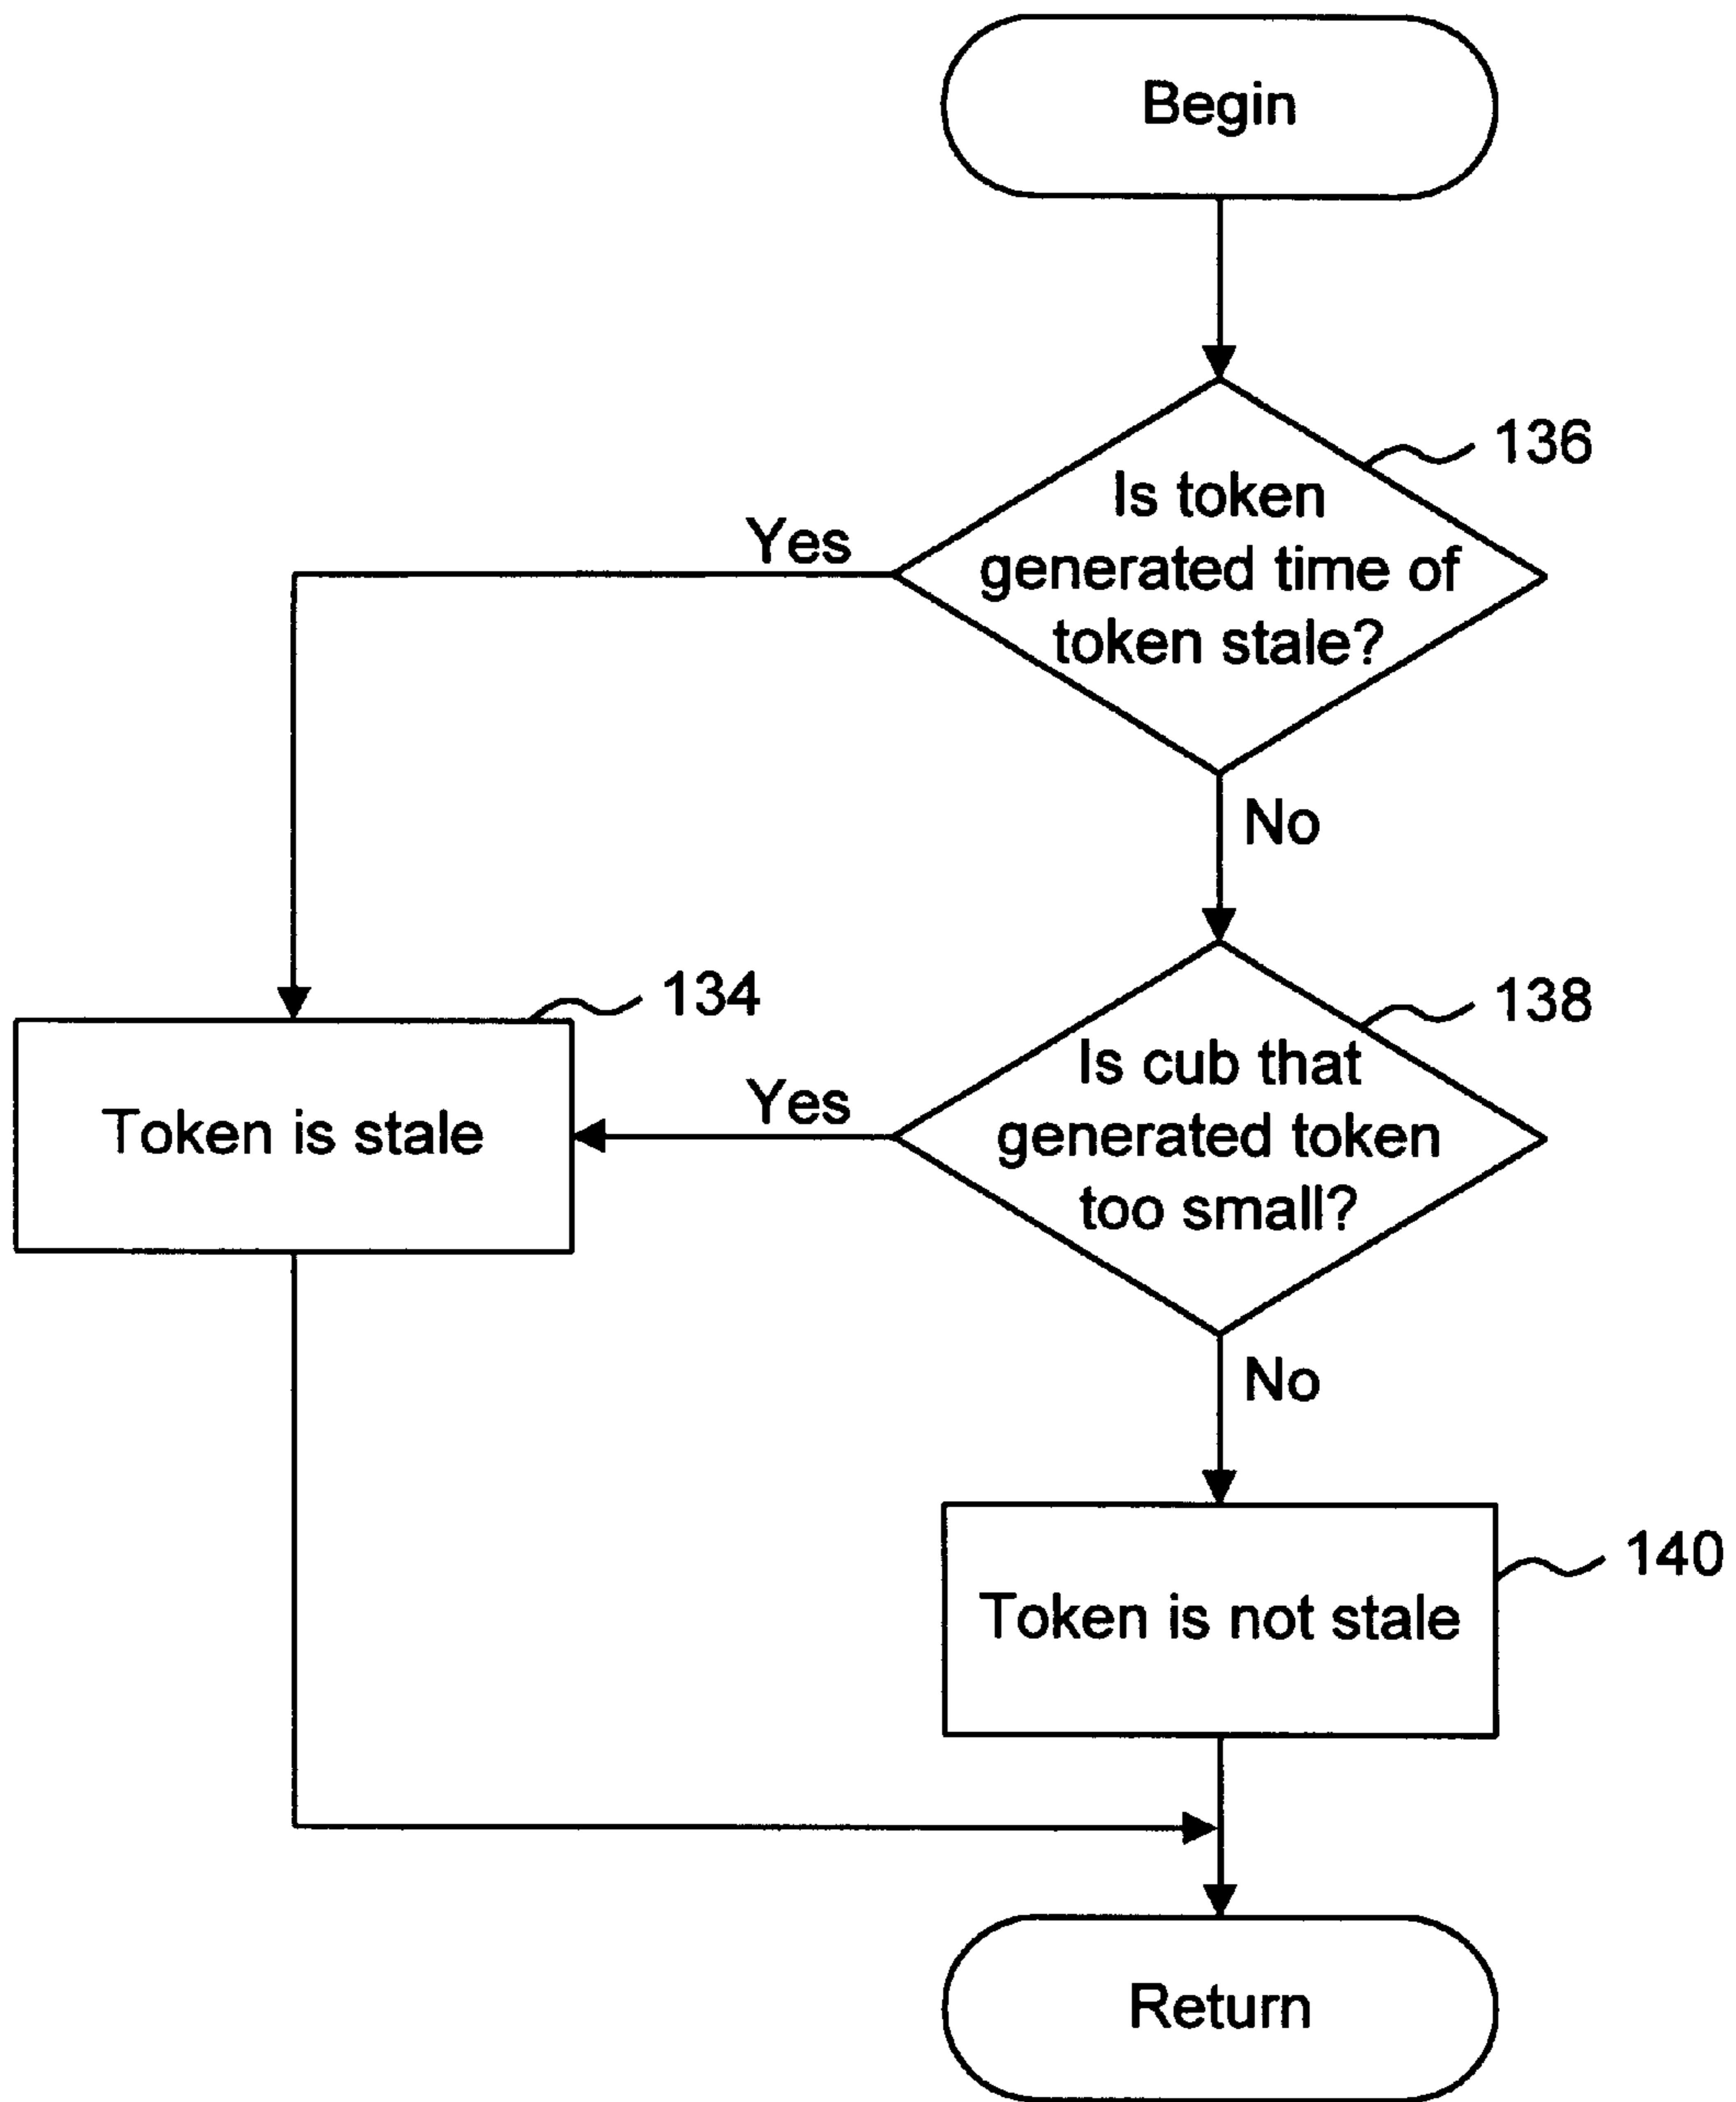 Begin
136
Is token
generated time of
token stale?
Yes
No
134
Token is stale
Yes
138
Is cub that
generated token
too small?
No
140
Token is not stale
Return